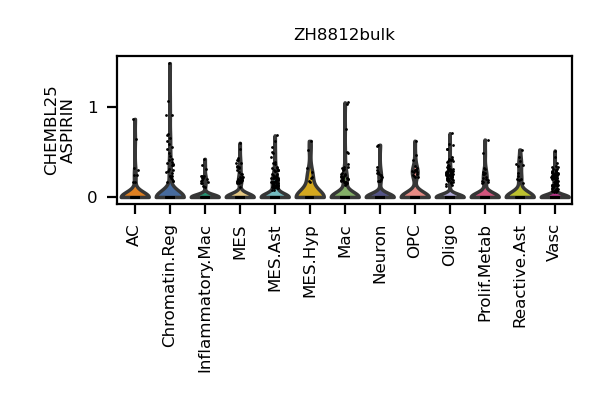 ZH8812bulk
CHEMBL25
ASPIRIN
1
0
AC
Chromatin.Reg
Inflammatory.Mac
MES
MES.Ast
MES.Hyp
Mac
Neuron
OPC
Oligo
Prolif.Metab
Reactive.Ast
Vasc